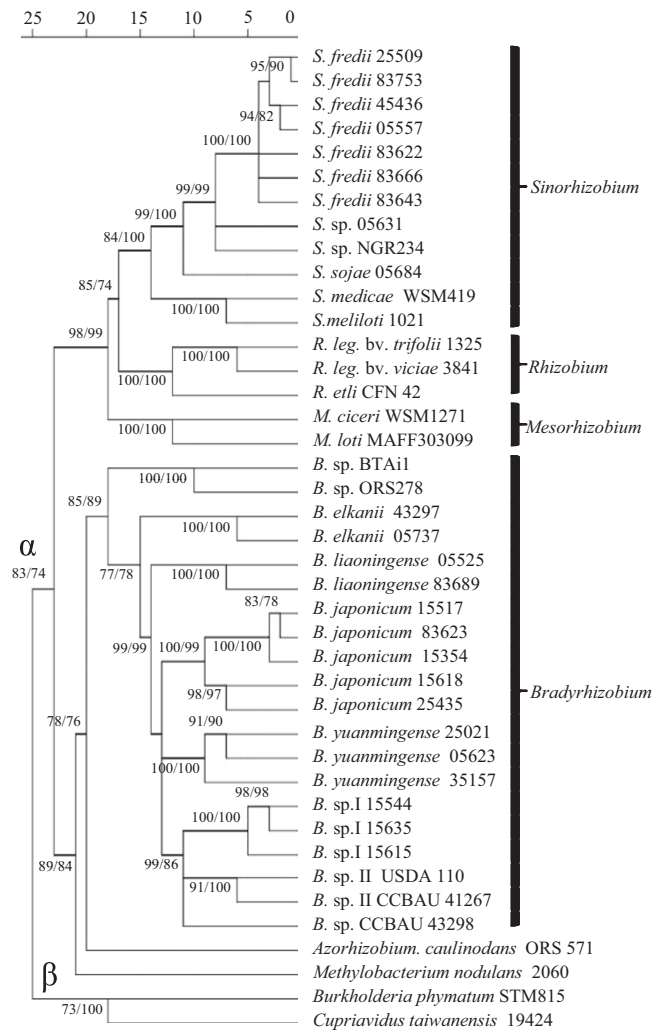 25 20 15 10 5 0
S. fredii 25509
95/90
S. fredii 83753
S. fredii 45436
94/82
S. fredii 05557
100/100
S. fredii 83622
S. fredii 83666
99/99
S. fredii 83643
Sinorhizobium
99/100
S. sp. 05631
84/100
S. sp. NGR234
S. sojae 05684
85/74
S. medicae WSM419
100/100
S.meliloti 1021
98/99
R. leg. bv. trifolii 1325
100/100
R. leg. bv. viciae 3841
Rhizobium
100/100
R. etli CFN 42
M. ciceri WSM1271
100/100
M. loti MAFF303099
Mesorhizobium
B. sp. BTAi1
100/100
85/89
B. sp. ORS278
B. elkanii 43297
100/100
α
B. elkanii 05737
B. liaoningense 05525
83/74
77/78
100/100
B. liaoningense 83689
83/78
B. japonicum 15517
B. japonicum 83623
99/99
100/99
100/100
B. japonicum 15354
B. japonicum 15618
98/97
Bradyrhizobium
B. japonicum 25435
78/76
91/90
B. yuanmingense 25021
B. yuanmingense 05623
100/100
B. yuanmingense 35157
98/98
B. sp.I 15544
100/100
B. sp.I 15635
B. sp.I 15615
89/84
99/86
B. sp. II USDA 110
91/100
B. sp. II CCBAU 41267
B. sp. CCBAU 43298
Azorhizobium. caulinodans ORS 571
β
Methylobacterium nodulans 2060
Burkholderia phymatum STM815
73/100
Cupriavidus taiwanensis 19424